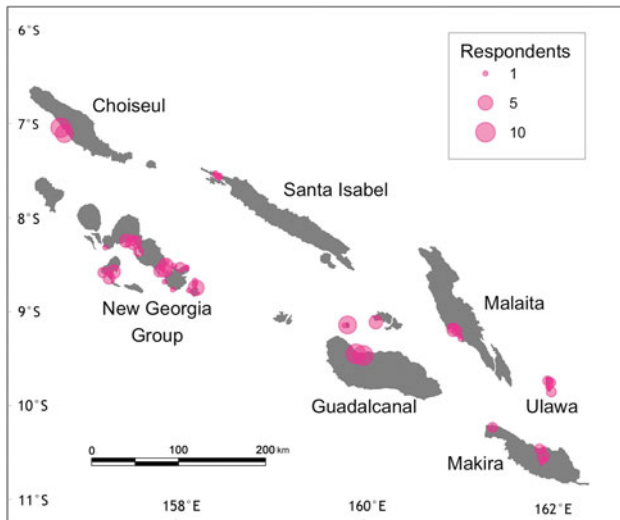 6°S
Respondents
1
5
10
Choiseul
7°S
Santa Isabel
8°S
New Georgia
Group
9°S
Malaita
Guadalcanal
Ulawa
10°S
Makira
0 100 200 km
11°S
158°E 160°E 162°E